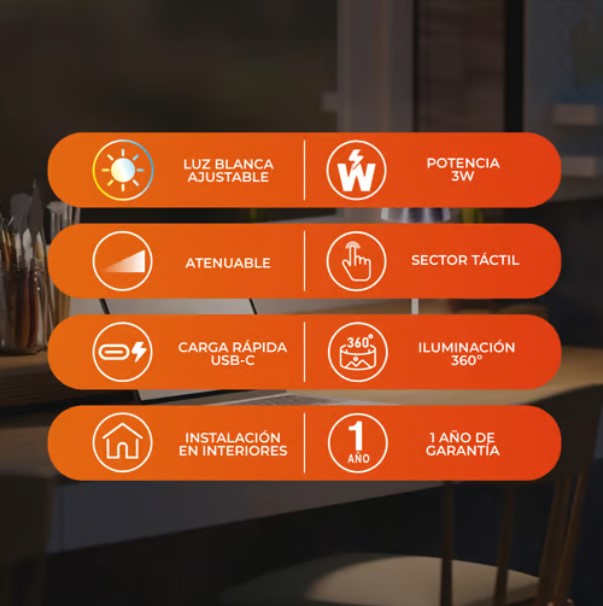 LUZ BLANCA
AJUSTABLE
W
POTENCIA
3W
ATENUABLE
SECTOR TÁCTIL
CARGA RÁPIDA
USB-C
360°
ILUMINACIÓN
360°
INSTALACIÓN
EN INTERIORES
1
AÑO
1 AÑO DE
GARANTÍA